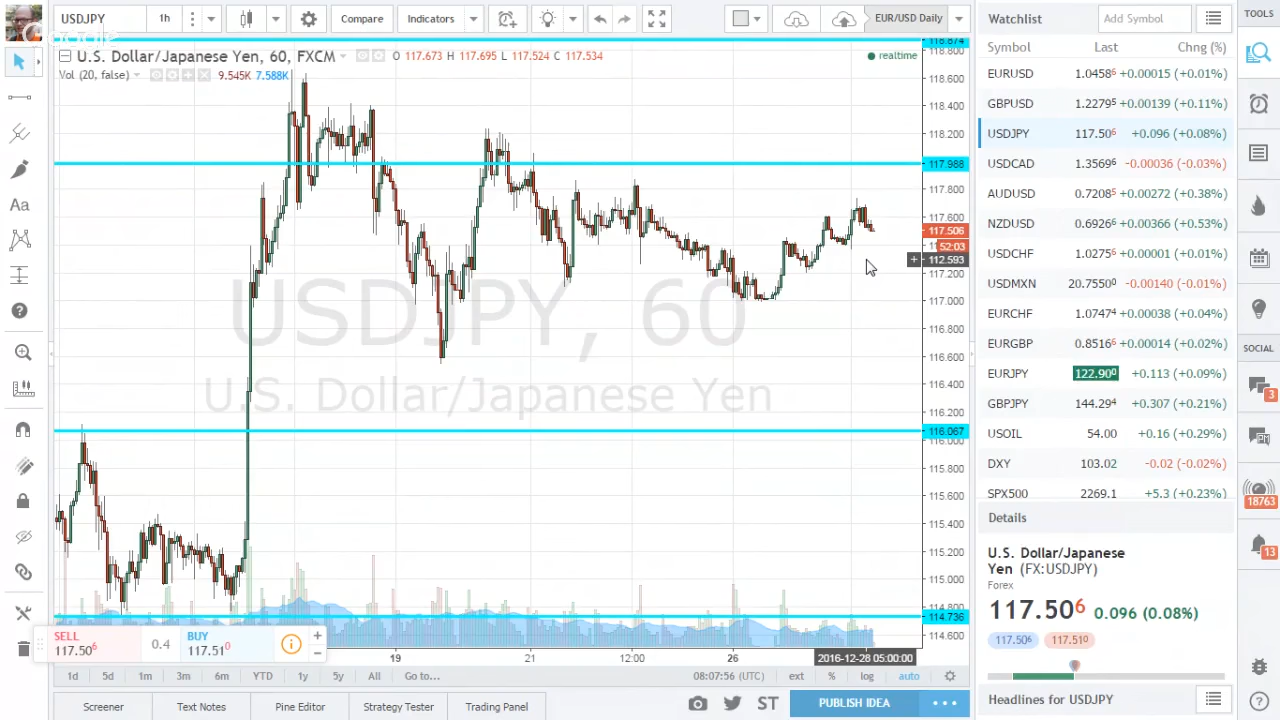 USDJPY 1h Compare Indicators EUR/USD Daily
U.S. Dollar/Japanese Yen, 60, FXCM O 117.673 H 117.695 L 117.524 C 117.534 realtime
Vol (20, false) 9.545K 7.588K
118.874
118.800
118.600
118.400
118.200
117.988
117.800
117.600
117.506
52:03
112.593
117.200
117.000
116.800
116.600
116.400
116.200
116.067
116.000
115.800
115.600
115.400
115.200
115.000
114.800
114.736
114.600
USDJPY, 60
U.S. Dollar/Japanese Yen
SELL
117.506
0.4
BUY
117.510
19 21 12:00 26 2016-12-28 05:00:00
1d 5d 1m 3m 6m YTD 1y 5y All Go to... 08:07:56 (UTC) ext % log auto
Screener Text Notes Pine Editor Strategy Tester Trading Panel ST PUBLISH IDEA
Watchlist Add Symbol
Symbol Last Chng (%)
EURUSD 1.04586 +0.00015 (+0.01%)
GBPUSD 1.22795 +0.00139 (+0.11%)
USDJPY 117.506 +0.096 (+0.08%)
USDCAD 1.35696 -0.00036 (-0.03%)
AUDUSD 0.72085 +0.00272 (+0.38%)
NZDUSD 0.69266 +0.00366 (+0.53%)
USDCHF 1.02756 +0.00001 (+0.01%)
USDMXN 20.75500 -0.00140 (-0.01%)
EURCHF 1.07474 +0.00038 (+0.04%)
EURGBP 0.85166 +0.00014 (+0.02%)
EURJPY 122.900 +0.113 (+0.09%)
GBPJPY 144.294 +0.307 (+0.21%)
USOIL 54.00 +0.16 (+0.29%)
DXY 103.02 -0.02 (-0.02%)
SPX500 2269.1 +5.3 (+0.23%)
Details
U.S. Dollar/Japanese
Yen (FX:USDJPY)
Forex
117.506 0.096 (0.08%)
117.506 117.510
Headlines for USDJPY
TOOLS
SOCIAL
3
18763
13